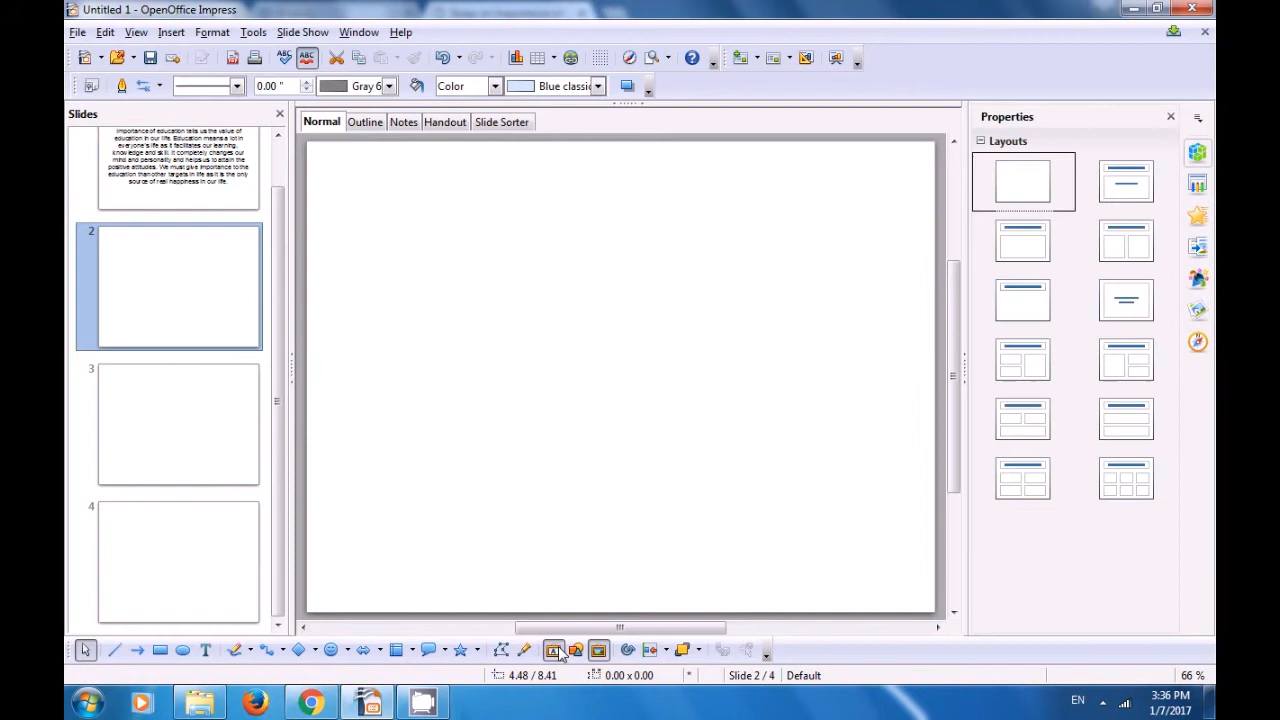 Untitled 1 - OpenOffice Impress
File Edit View Insert Format Tools Slide Show Window Help
0.00 " Gray 6 Color Blue classi
Slides
Normal Outline Notes Handout Slide Sorter
Properties
Layouts
importance of education tells us the value of
education in our life. Education means a lot in
everyone's life as it facilitates our learning,
knowledge and skill. It completely changes our
mind and personality and helps us to attain the
positive attitudes. We must give importance to the
education than other targets in life as it is the only
source of real happiness in our life.
2
3
4
4.48 / 8.41 0.00 x 0.00 * Slide 2 / 4 Default 66 %
EN 3:36 PM
1/7/2017